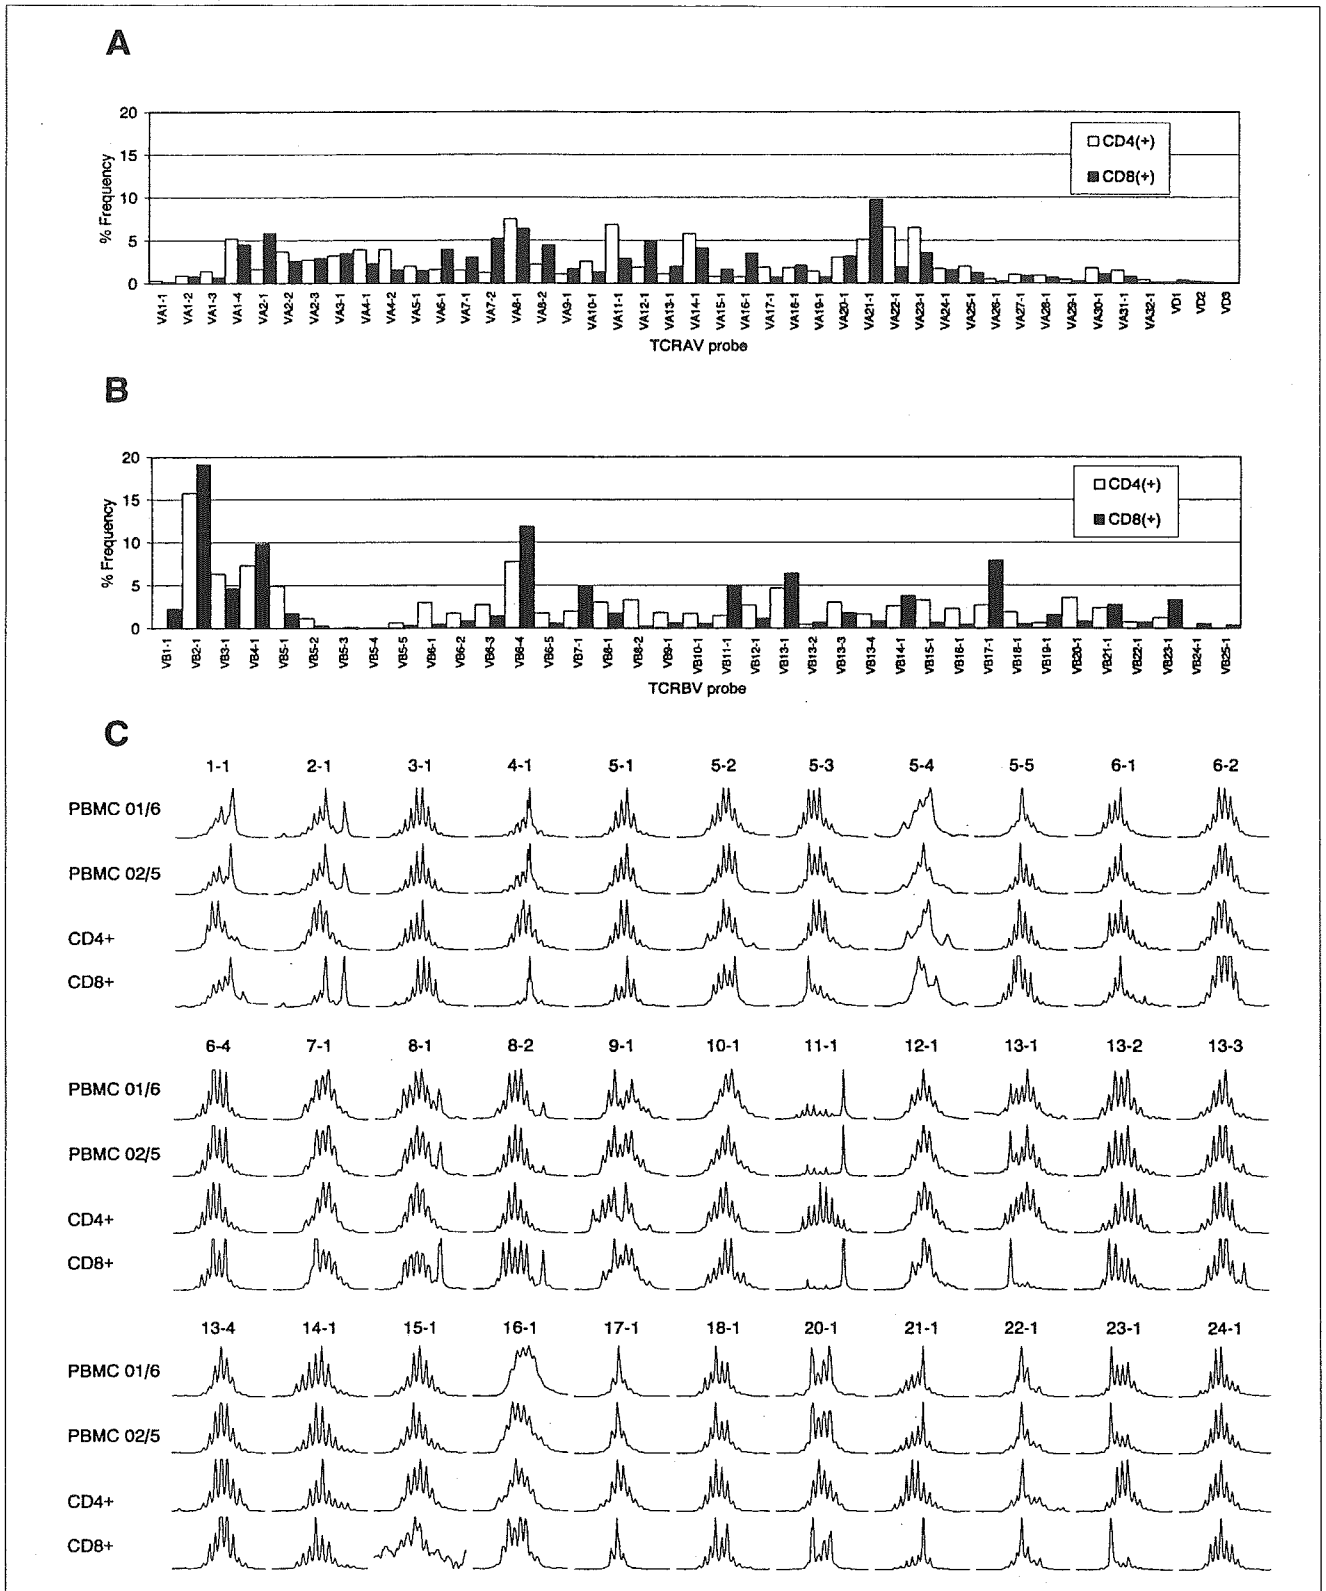 A
20
15
10
5
0
% Frequency
CD4(+)
CD8(+)
VA1-1 VA1-2 VA1-3 VA1-4 VA2-1 VA2-2 VA2-3 VA3-1 VA4-1 VA4-2 VA5-1 VA6-1 VA7-1 VA7-2 VA8-1 VA8-2 VA9-1 VA10-1 VA11-1 VA12-1 VA13-1 VA14-1 VA15-1 VA16-1 VA17-1 VA18-1 VA19-1 VA20-1 VA21-1 VA22-1 VA23-1 VA24-1 VA25-1 VA26-1 VA27-1 VA28-1 VA29-1 VA30-1 VA31-1 VA32-1 VD1 VD2 VD3
TCRAV probe
B
20
15
10
5
0
% Frequency
CD4(+)
CD8(+)
VB1-1 VB2-1 VB3-1 VB4-1 VB5-1 VB5-2 VB5-3 VB5-4 VB5-5 VB6-1 VB6-2 VB6-3 VB6-4 VB6-5 VB7-1 VB8-1 VB8-2 VB9-1 VB10-1 VB11-1 VB12-1 VB13-1 VB13-2 VB13-3 VB13-4 VB14-1 VB15-1 VB16-1 VB17-1 VB18-1 VB19-1 VB20-1 VB21-1 VB22-1 VB23-1 VB24-1 VB25-1
TCRBV probe
C
1-1 2-1 3-1 4-1 5-1 5-2 5-3 5-4 5-5 6-1 6-2
PBMC 01/6
PBMC 02/5
CD4+
CD8+
6-4 7-1 8-1 8-2 9-1 10-1 11-1 12-1 13-1 13-2 13-3
PBMC 01/6
PBMC 02/5
CD4+
CD8+
13-4 14-1 15-1 16-1 17-1 18-1 20-1 21-1 22-1 23-1 24-1
PBMC 01/6
PBMC 02/5
CD4+
CD8+